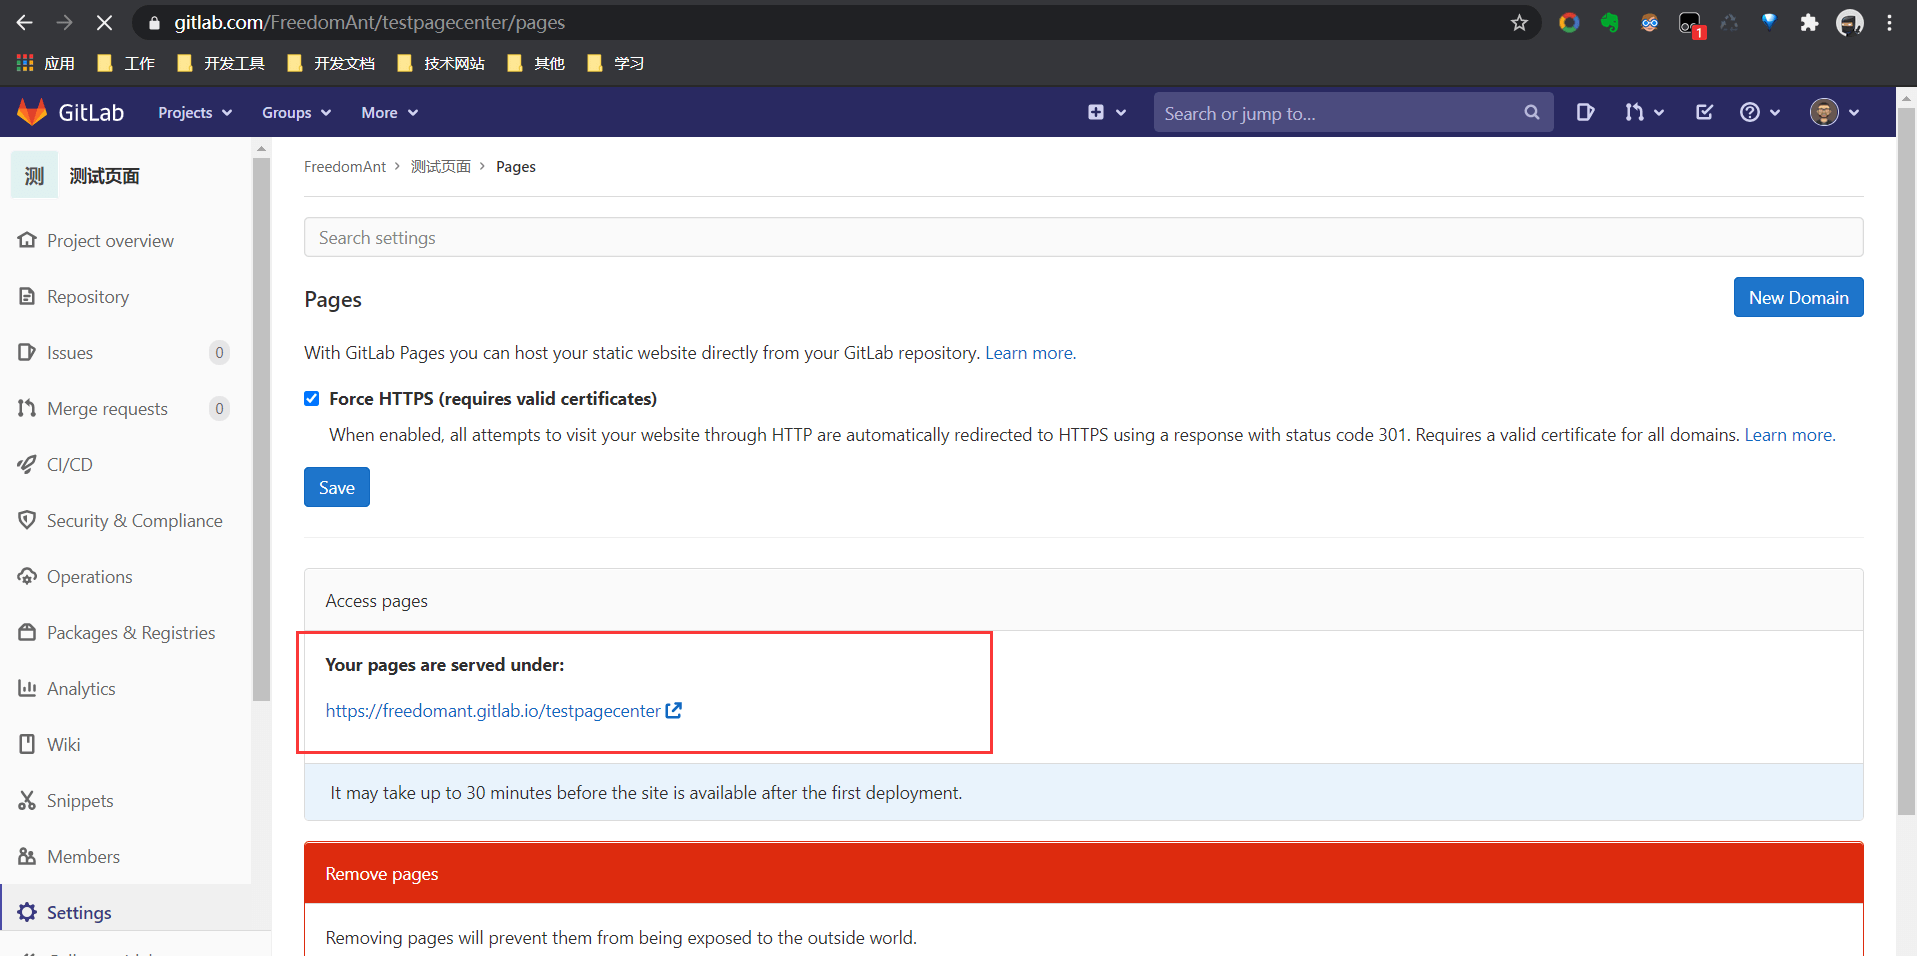 gitlab.com/FreedomAnt/testpagecenter/pages
1
应用 工作 开发工具 开发文档 技术网站 其他 学习
GitLab Projects Groups More Search or jump to...
测 测试页面
Project overview
Repository
Issues 0
Merge requests 0
CI/CD
Security & Compliance
Operations
Packages & Registries
Analytics
Wiki
Snippets
Members
Settings
FreedomAnt > 测试页面 > Pages
Search settings
Pages
New Domain
With GitLab Pages you can host your static website directly from your GitLab repository. Learn more.
Force HTTPS (requires valid certificates)
When enabled, all attempts to visit your website through HTTP are automatically redirected to HTTPS using a response with status code 301. Requires a valid certificate for all domains. Learn more.
Save
Access pages
Your pages are served under:
https://freedomant.gitlab.io/testpagecenter
It may take up to 30 minutes before the site is available after the first deployment.
Remove pages
Removing pages will prevent them from being exposed to the outside world.